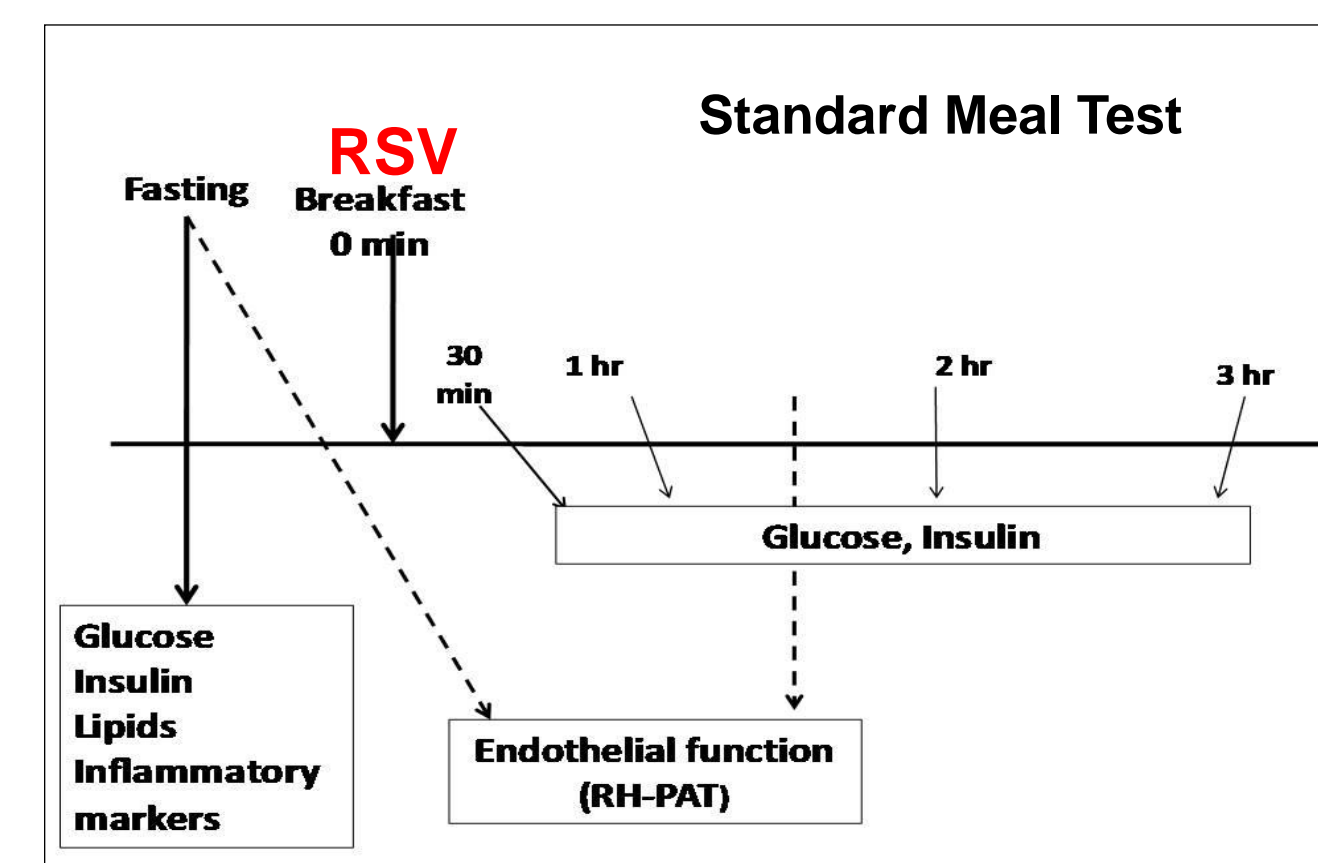 Standard Meal Test
RSV
Fasting
Breakfast
0 min
30
min
1 hr
2 hr
3 hr
Glucose, Insulin
Glucose
Insulin
Lipids
Inflammatory
markers
Endothelial function
(RH-PAT)